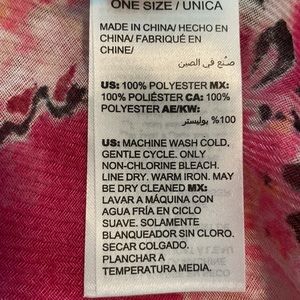 ONE SIZE / UNICA
MADE IN CHINA/ HECHO EN
CHINA/ FABRIQUÉ EN
CHINE/
صنع في الصين
US: 100% POLYESTER MX:
100% POLIÉSTER CA: 100%
POLYESTER AE/KW:
100% بوليستر
US: MACHINE WASH COLD,
GENTLE CYCLE. ONLY
NON-CHLORINE BLEACH.
LINE DRY. WARM IRON. MAY
BE DRY CLEANED MX:
LAVAR A MÁQUINA CON
AGUA FRÍA EN CICLO
SUAVE. SOLAMENTE
BLANQUEADOR SIN CLORO.
SECAR COLGADO.
PLANCHAR A
TEMPERATURA MEDIA.